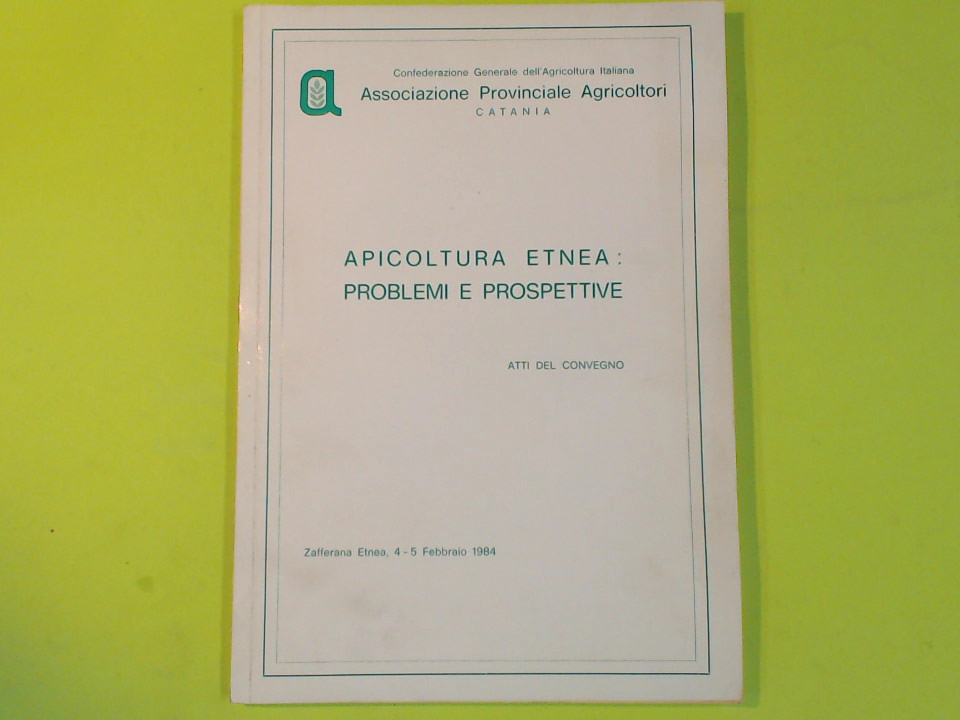 a
Confederazione Generale dell'Agricoltura Italiana
Associazione Provinciale Agricoltori
CATANIA
APICOLTURA ETNEA:
PROBLEMI E PROSPETTIVE
ATTI DEL CONVEGNO
Zafferana Etnea, 4-5 Febbraio 1984